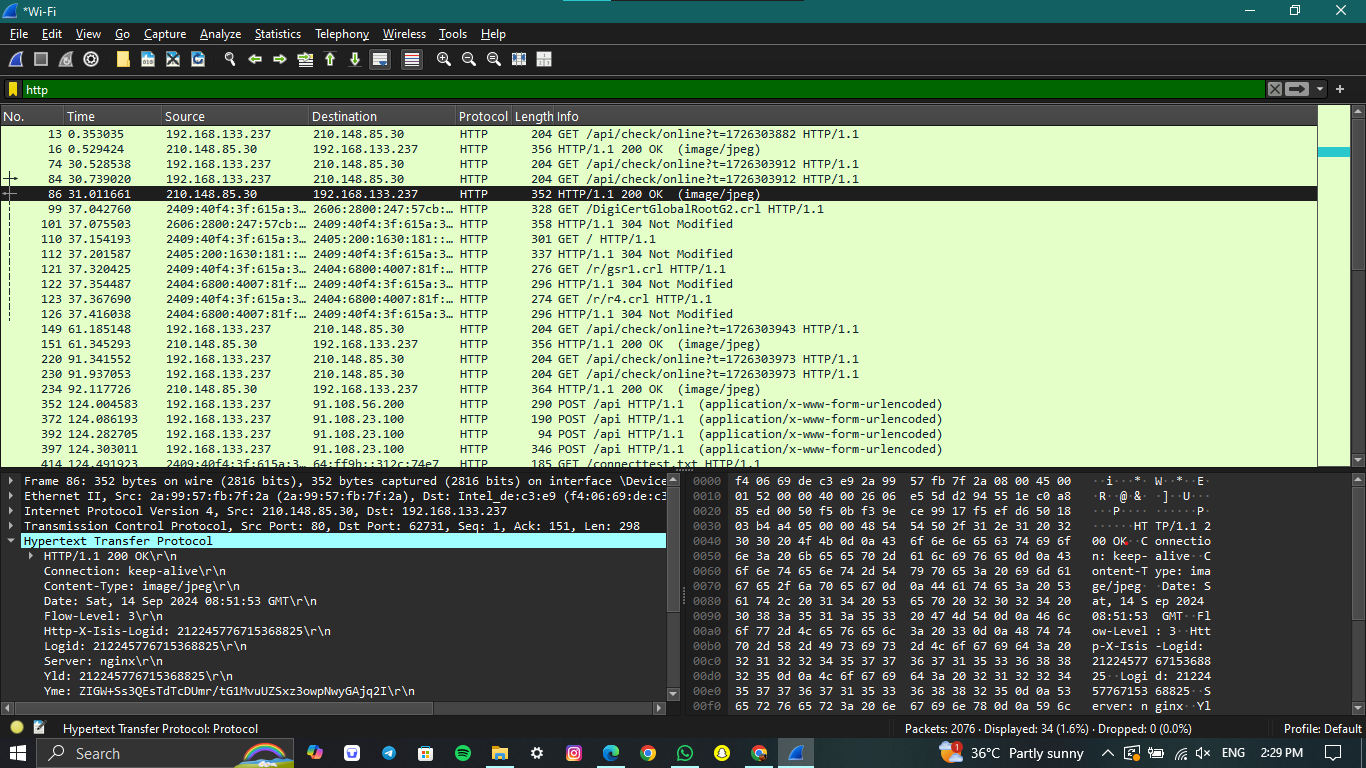 *Wi-Fi
File Edit View Go Capture Analyze Statistics Telephony Wireless Tools Help
http
No. Time Source Destination Protocol Length Info
13 0.353035 192.168.133.237 210.148.85.30 HTTP 204 GET /api/check/online?t=1726303882 HTTP/1.1
16 0.529424 210.148.85.30 192.168.133.237 HTTP 356 HTTP/1.1 200 OK (image/jpeg)
74 30.528538 192.168.133.237 210.148.85.30 HTTP 204 GET /api/check/online?t=1726303912 HTTP/1.1
84 30.739020 192.168.133.237 210.148.85.30 HTTP 204 GET /api/check/online?t=1726303912 HTTP/1.1
86 31.011661 210.148.85.30 192.168.133.237 HTTP 352 HTTP/1.1 200 OK (image/jpeg)
99 37.042760 2409:40f4:3f:615a:3… 2606:2800:247:57cb:… HTTP 328 GET /DigiCertGlobalRootG2.crl HTTP/1.1
101 37.075503 2606:2800:247:57cb:… 2409:40f4:3f:615a:3… HTTP 358 HTTP/1.1 304 Not Modified
110 37.154193 2409:40f4:3f:615a:3… 2405:200:1630:181::… HTTP 301 GET / HTTP/1.1
112 37.201587 2405:200:1630:181::… 2409:40f4:3f:615a:3… HTTP 337 HTTP/1.1 304 Not Modified
121 37.320425 2409:40f4:3f:615a:3… 2404:6800:4007:81f:… HTTP 276 GET /r/gsr1.crl HTTP/1.1
122 37.354487 2404:6800:4007:81f:… 2409:40f4:3f:615a:3… HTTP 296 HTTP/1.1 304 Not Modified
123 37.367690 2409:40f4:3f:615a:3… 2404:6800:4007:81f:… HTTP 274 GET /r/r4.crl HTTP/1.1
126 37.416038 2404:6800:4007:81f:… 2409:40f4:3f:615a:3… HTTP 296 HTTP/1.1 304 Not Modified
149 61.185148 192.168.133.237 210.148.85.30 HTTP 204 GET /api/check/online?t=1726303943 HTTP/1.1
151 61.345293 210.148.85.30 192.168.133.237 HTTP 356 HTTP/1.1 200 OK (image/jpeg)
220 91.341552 192.168.133.237 210.148.85.30 HTTP 204 GET /api/check/online?t=1726303973 HTTP/1.1
230 91.937053 192.168.133.237 210.148.85.30 HTTP 204 GET /api/check/online?t=1726303973 HTTP/1.1
234 92.117726 210.148.85.30 192.168.133.237 HTTP 364 HTTP/1.1 200 OK (image/jpeg)
352 124.004583 192.168.133.237 91.108.56.200 HTTP 290 POST /api HTTP/1.1 (application/x-www-form-urlencoded)
372 124.086193 192.168.133.237 91.108.23.100 HTTP 190 POST /api HTTP/1.1 (application/x-www-form-urlencoded)
392 124.282705 192.168.133.237 91.108.23.100 HTTP 94 POST /api HTTP/1.1 (application/x-www-form-urlencoded)
397 124.303011 192.168.133.237 91.108.23.100 HTTP 346 POST /api HTTP/1.1 (application/x-www-form-urlencoded)
414 124.491923 2409:40f4:3f:615a:3… 64:ff9b::312c:74e7 HTTP 185 GET /connecttest.txt HTTP/1.1
Frame 86: 352 bytes on wire (2816 bits), 352 bytes captured (2816 bits) on interface \Device
Ethernet II, Src: 2a:99:57:fb:7f:2a (2a:99:57:fb:7f:2a), Dst: Intel_de:c3:e9 (f4:06:69:de:c3
Internet Protocol Version 4, Src: 210.148.85.30, Dst: 192.168.133.237
Transmission Control Protocol, Src Port: 80, Dst Port: 62731, Seq: 1, Ack: 151, Len: 298
Hypertext Transfer Protocol
HTTP/1.1 200 OK\r\n
Connection: keep-alive\r\n
Content-Type: image/jpeg\r\n
Date: Sat, 14 Sep 2024 08:51:53 GMT\r\n
Flow-Level: 3\r\n
Http-X-Isis-Logid: 212245776715368825\r\n
Logid: 212245776715368825\r\n
Server: nginx\r\n
Yld: 212245776715368825\r\n
Yme: ZIGW+Ss3QEsTdTcDUmr/tG1MvuUZSxz3owpNwyGAjq2I\r\n
0000 f4 06 69 de c3 e9 2a 99 57 fb 7f 2a 08 00 45 00 ··i···*· W··*··E·
0010 01 52 00 00 40 00 26 06 e5 5d d2 94 55 1e c0 a8 ·R··@·&· ·]··U···
0020 85 ed 00 50 f5 0b f3 9e ce 99 17 f5 ef d6 50 18 ···P···· ······P·
0030 03 b4 a4 05 00 00 48 54 54 50 2f 31 2e 31 20 32 ······HT TP/1.1 2
0040 30 30 20 4f 4b 0d 0a 43 6f 6e 6e 65 63 74 69 6f 00 OK··C onnectio
0050 6e 3a 20 6b 65 65 70 2d 61 6c 69 76 65 0d 0a 43 n: keep- alive··C
0060 6f 6e 74 65 6e 74 2d 54 79 70 65 3a 20 69 6d 61 ontent-T ype: ima
0070 67 65 2f 6a 70 65 67 0d 0a 44 61 74 65 3a 20 53 ge/jpeg· ·Date: S
0080 61 74 2c 20 31 34 20 53 65 70 20 32 30 32 34 20 at, 14 S ep 2024
0090 30 38 3a 35 31 3a 35 33 20 47 4d 54 0d 0a 46 6c 08:51:53 GMT··Fl
00a0 6f 77 2d 4c 65 76 65 6c 3a 20 33 0d 0a 48 74 74 ow-Level : 3··Htt
00b0 70 2d 58 2d 49 73 69 73 2d 4c 6f 67 69 64 3a 20 p-X-Isis -Logid:
00c0 32 31 32 32 34 35 37 37 36 37 31 35 33 36 38 38 21224577 67153688
00d0 32 35 0d 0a 4c 6f 67 69 64 3a 20 32 31 32 32 34 25··Logi d: 21224
00e0 35 37 37 36 37 31 35 33 36 38 38 32 35 0d 0a 53 57767153 68825··S
00f0 65 72 76 65 72 3a 20 6e 67 69 6e 78 0d 0a 59 6c erver: n ginx··Yl
Hypertext Transfer Protocol: Protocol
Packets: 2076 · Displayed: 34 (1.6%) · Dropped: 0 (0.0%)
Profile: Default
Search
1
36°C Partly sunny
ENG
2:29 PM